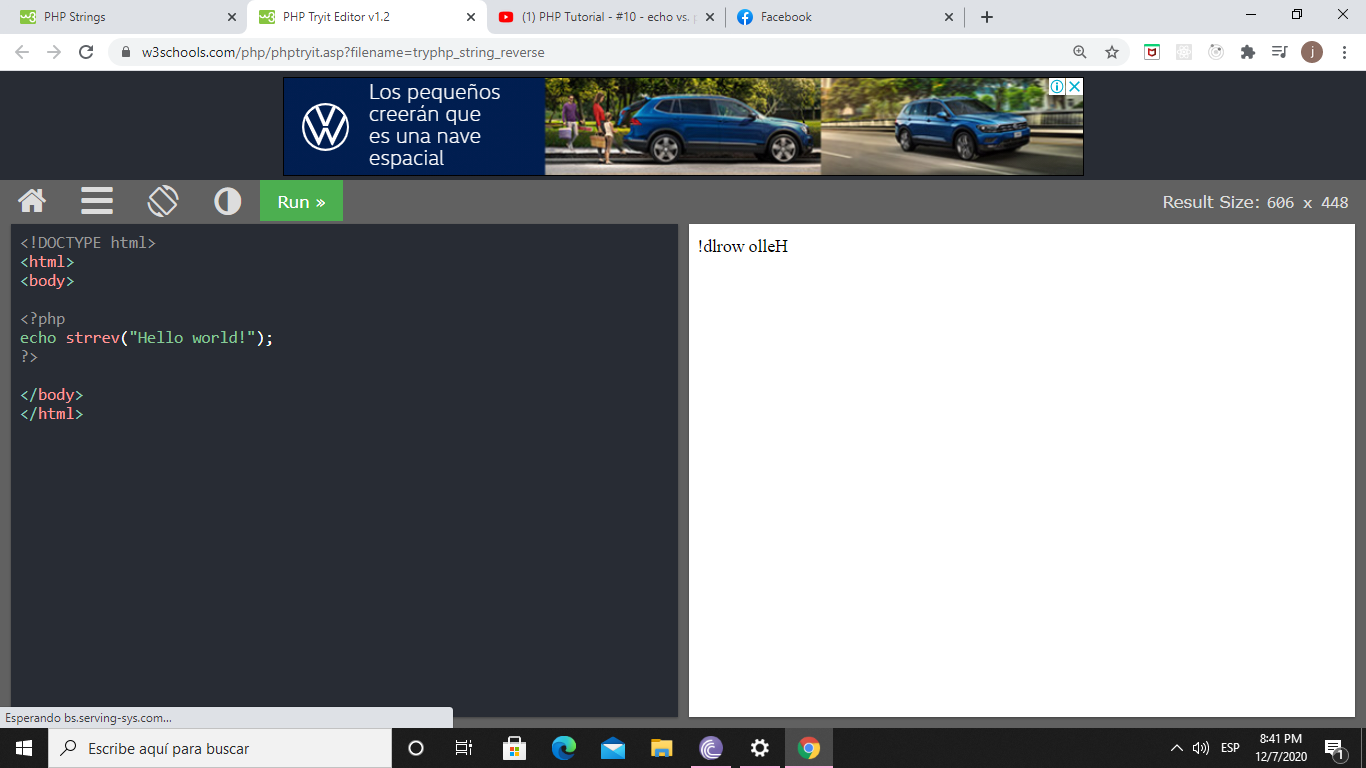 PHP Strings
PHP Tryit Editor v1.2
(1) PHP Tutorial - #10 - echo vs.
Facebook
w3schools.com/php/phptryit.asp?filename=tryphp_string_reverse
j
Los pequeños
creerán que
es una nave
espacial
Run »
Result Size: 606 x 448
<!DOCTYPE html>
<html>
<body>
<?php
echo strrev("Hello world!");
?>
</body>
</html>
!dlrow olleH
Esperando bs.serving-sys.com...
Escribe aquí para buscar
ESP
8:41 PM
12/7/2020
1